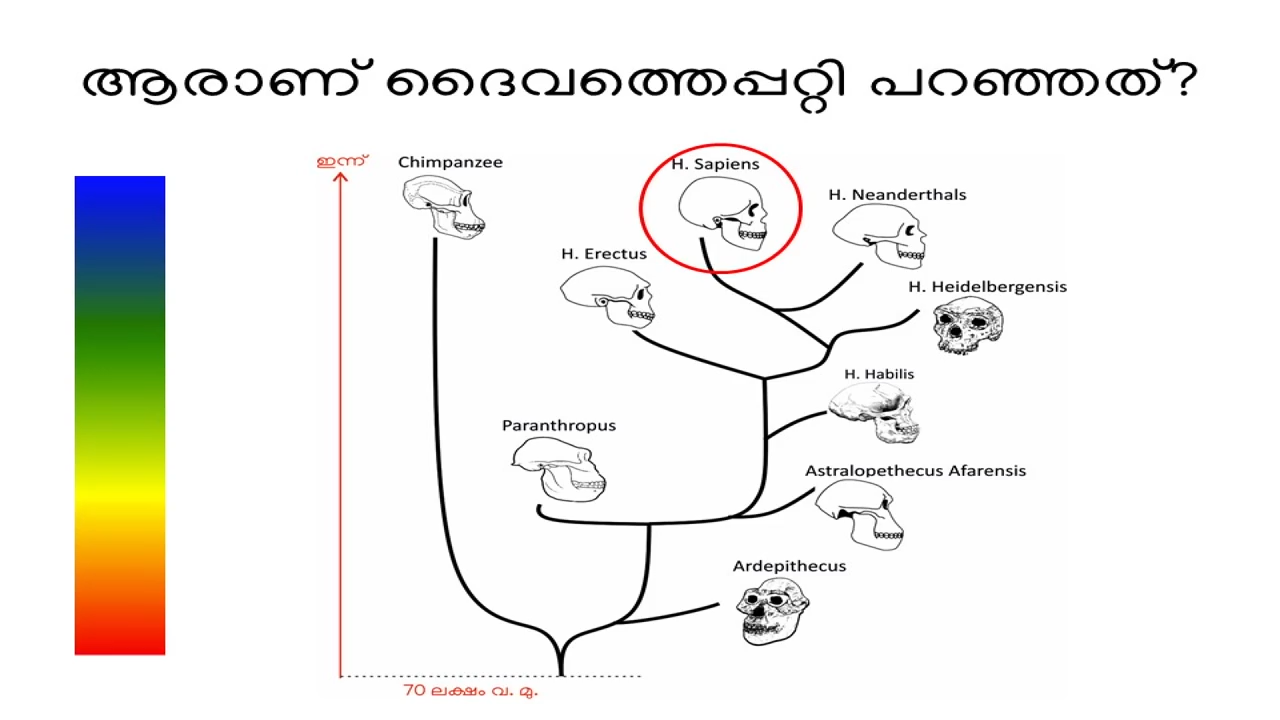 ആരാണ് ദൈവത്തെപ്പറ്റി പറഞ്ഞത്?
ഇന്ന്
Chimpanzee
H. Sapiens
H. Neanderthals
H. Erectus
H. Heidelbergensis
H. Habilis
Paranthropus
Astralopethecus Afarensis
Ardepithecus
70 ലക്ഷം വ. മു.